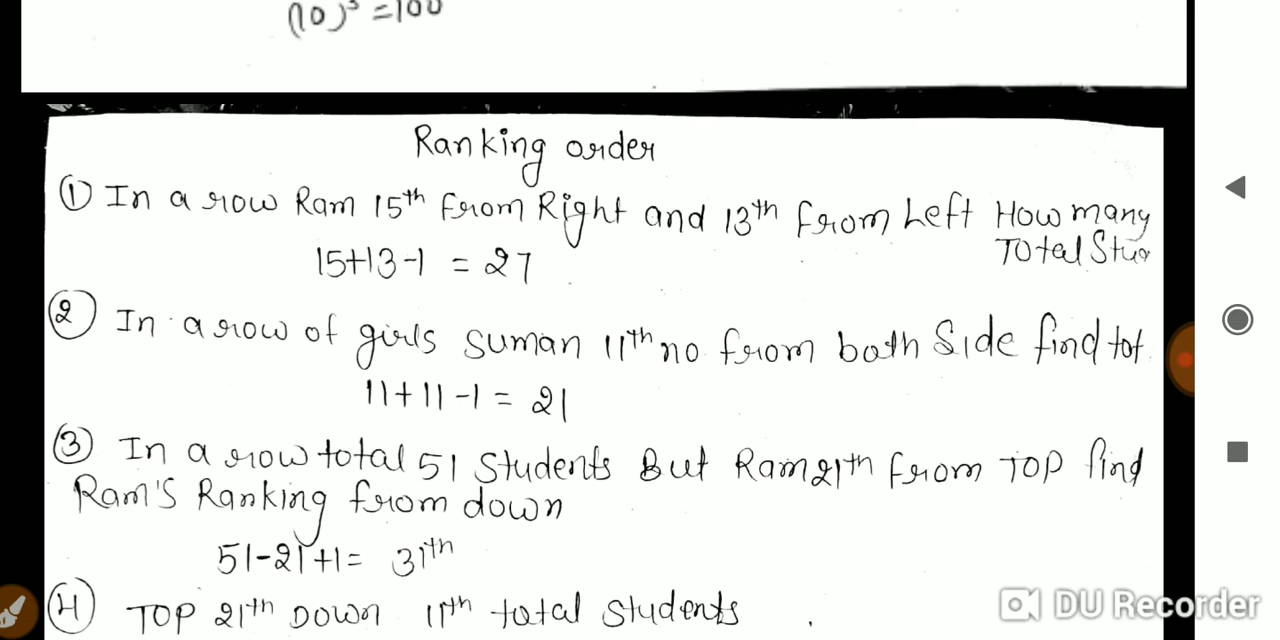 (10)³ =100
Ranking order
① In a row Ram 15th from Right and 13th from Left How many
Total Stu
15+13-1 = 27
② In a row of girls suman 11th no from both Side find tot
11+11-1 = 21
③ In a row total 51 Students But Ram 21th from TOP find
Ram's Ranking from down
51-21+1= 31th
④ TOP 21th Down 11th total students
DU Recorder